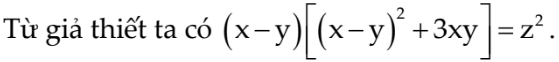 Từ giả thiết ta có (x−y)[(x−y)² +3xy] = z² .